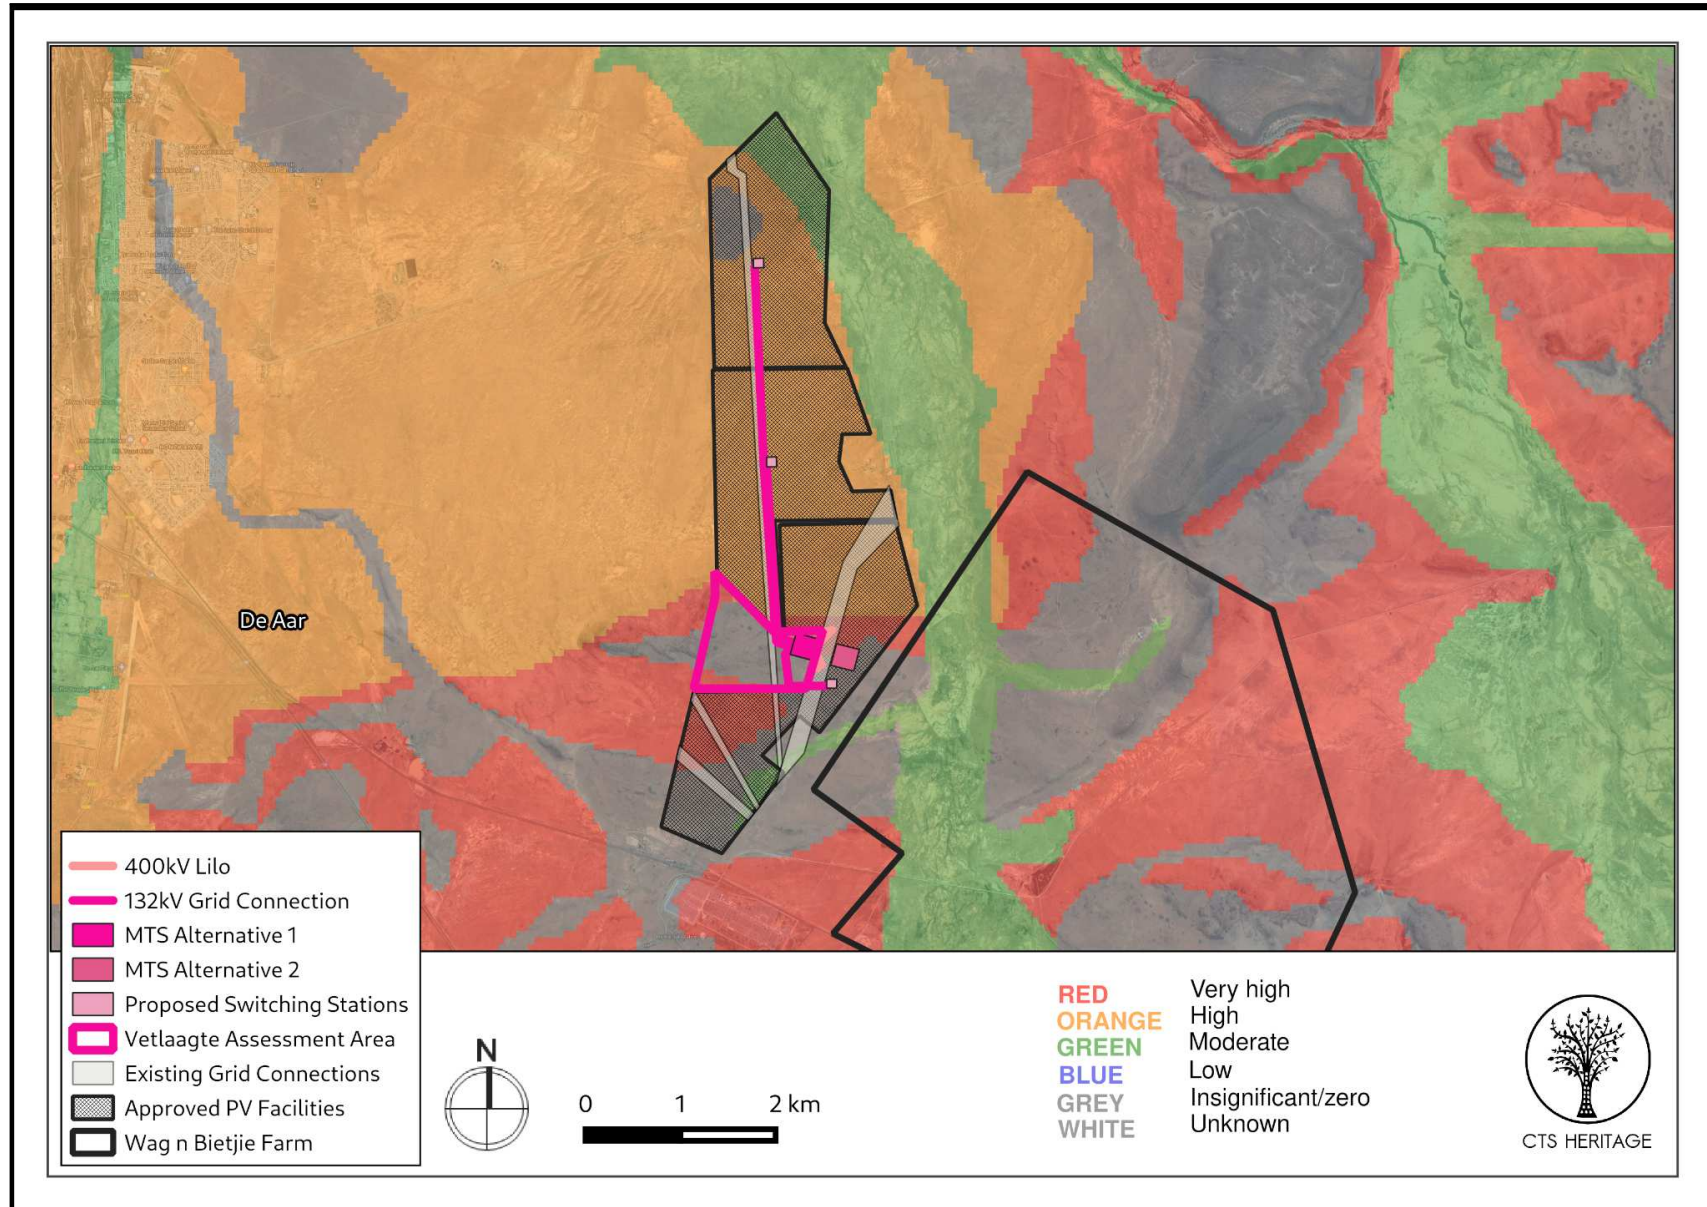 De Aar
400kV Lilo
132kV Grid Connection
MTS Alternative 1
MTS Alternative 2
Proposed Switching Stations
Vetlaagte Assessment Area
Existing Grid Connections
Approved PV Facilities
Wag n Bietjie Farm
N
0 1 2 km
RED Very high
ORANGE High
GREEN Moderate
BLUE Low
GREY Insignificant/zero
WHITE Unknown
CTS HERITAGE